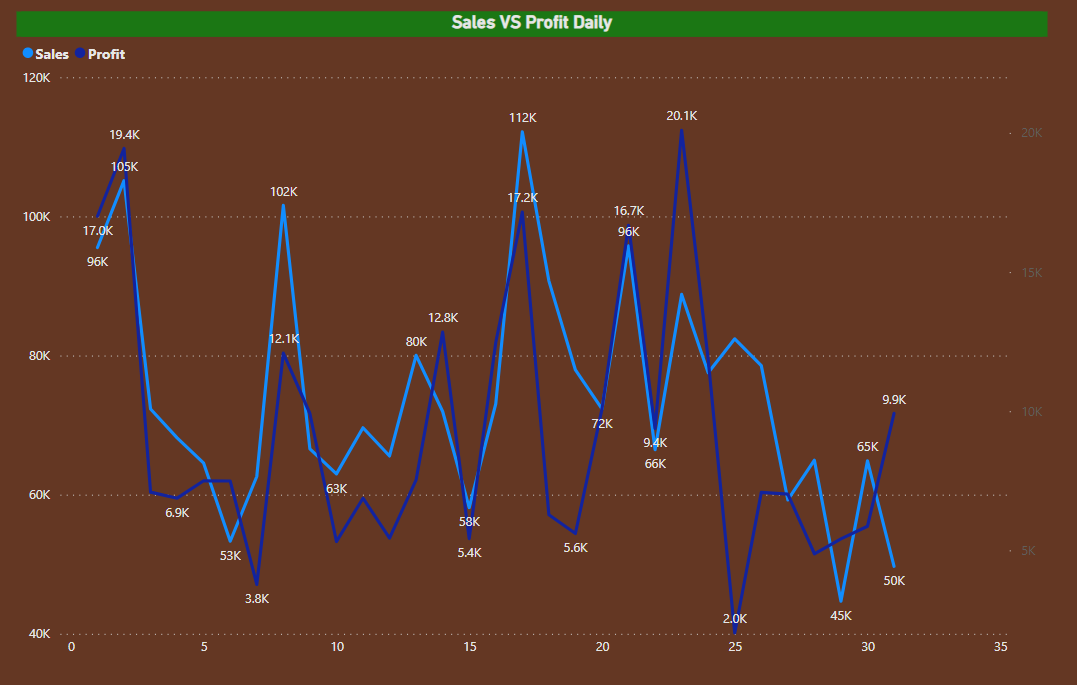 Sales VS Profit Daily
Sales Profit
120K
112K
20.1K
20K
19.4K
105K
102K
17.2K
16.7K
100K
17.0K
96K
96K
15K
12.8K
12.1K
80K
80K
9.9K
10K
72K
9.4K
65K
66K
60K
63K
6.9K
58K
53K
5.4K
5.6K
5K
3.8K
50K
2.0K
45K
40K
0 5 10 15 20 25 30 35